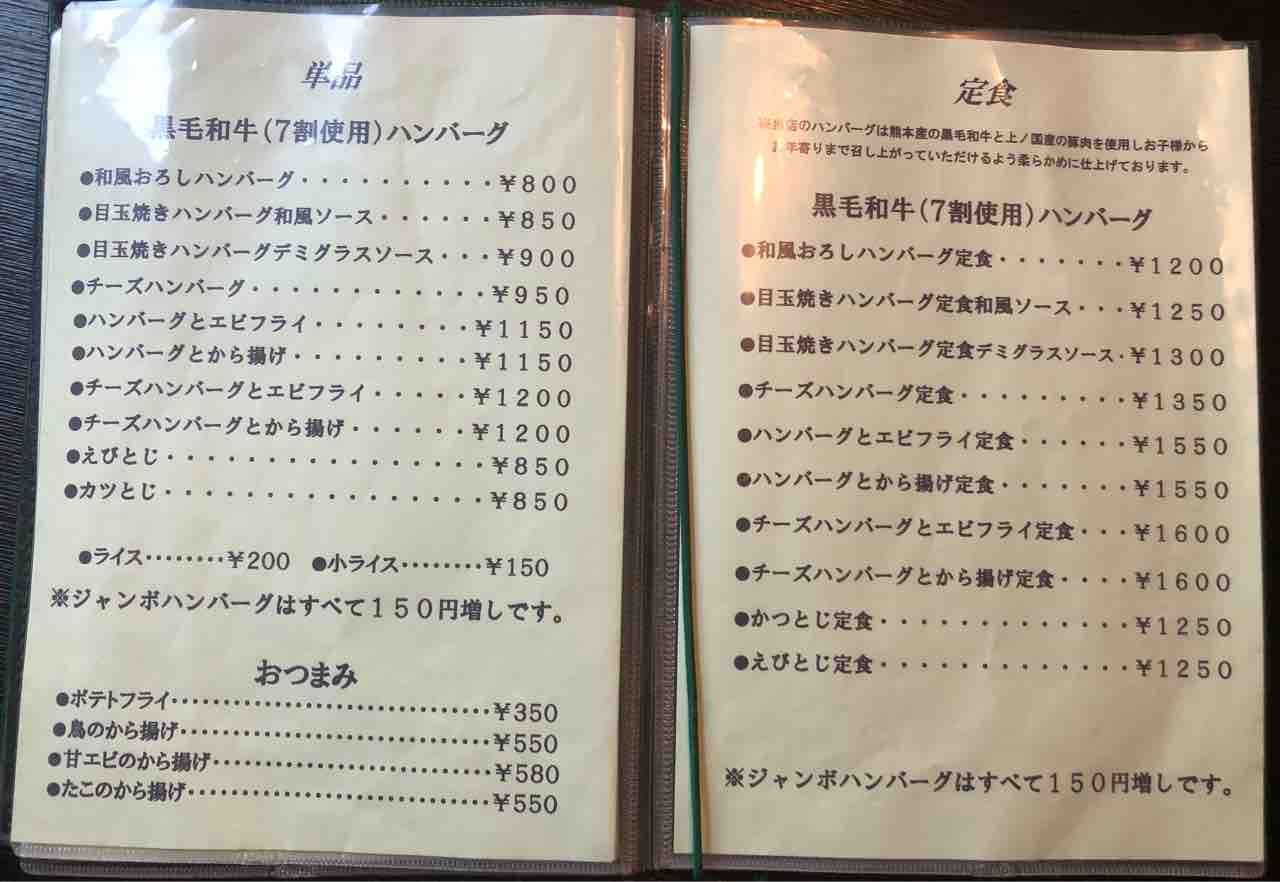 単品
黒毛和牛(7割使用)ハンバーグ
●和風おろしハンバーグ・・・・・・・・・・¥800
●目玉焼きハンバーグ和風ソース・・・・・・¥850
●目玉焼きハンバーグデミグラスソース・・・¥900
●チーズハンバーグ・・・・・・・・・・・・¥950
●ハンバーグとエビフライ・・・・・・・・¥1150
●ハンバーグとから揚げ・・・・・・・・・¥1150
●チーズハンバーグとエビフライ・・・・・¥1200
●チーズハンバーグとから揚げ・・・・・・¥1200
●えびとじ・・・・・・・・・・・・・・・・¥850
●カツとじ・・・・・・・・・・・・・・・・¥850
●ライス········¥200 ●小ライス········¥150
※ジャンボハンバーグはすべて150円増しです。
おつまみ
●ポテトフライ·······························¥350
●鳥のから揚げ······························¥550
●甘エビのから揚げ···························¥580
●たこのから揚げ·····························¥550
定食
店のハンバーグは熊本産の黒毛和牛と上ノ国産の豚肉を使用しお子様から
お年寄りまで召し上がっていただけるよう柔らかめに仕上げております。
黒毛和牛(7割使用)ハンバーグ
●和風おろしハンバーグ定食・・・・・・・¥1200
●目玉焼きハンバーグ定食和風ソース・・・¥1250
●目玉焼きハンバーグ定食デミグラスソース・¥1300
●チーズハンバーグ定食・・・・・・・・・¥1350
●ハンバーグとエビフライ定食・・・・・・¥1550
●ハンバーグとから揚げ定食・・・・・・・¥1550
●チーズハンバーグとエビフライ定食・・・¥1600
●チーズハンバーグとから揚げ定食・・・・¥1600
●かつとじ定食・・・・・・・・・・・・・¥1250
●えびとじ定食・・・・・・・・・・・・・¥1250
※ジャンボハンバーグはすべて150円増しです。